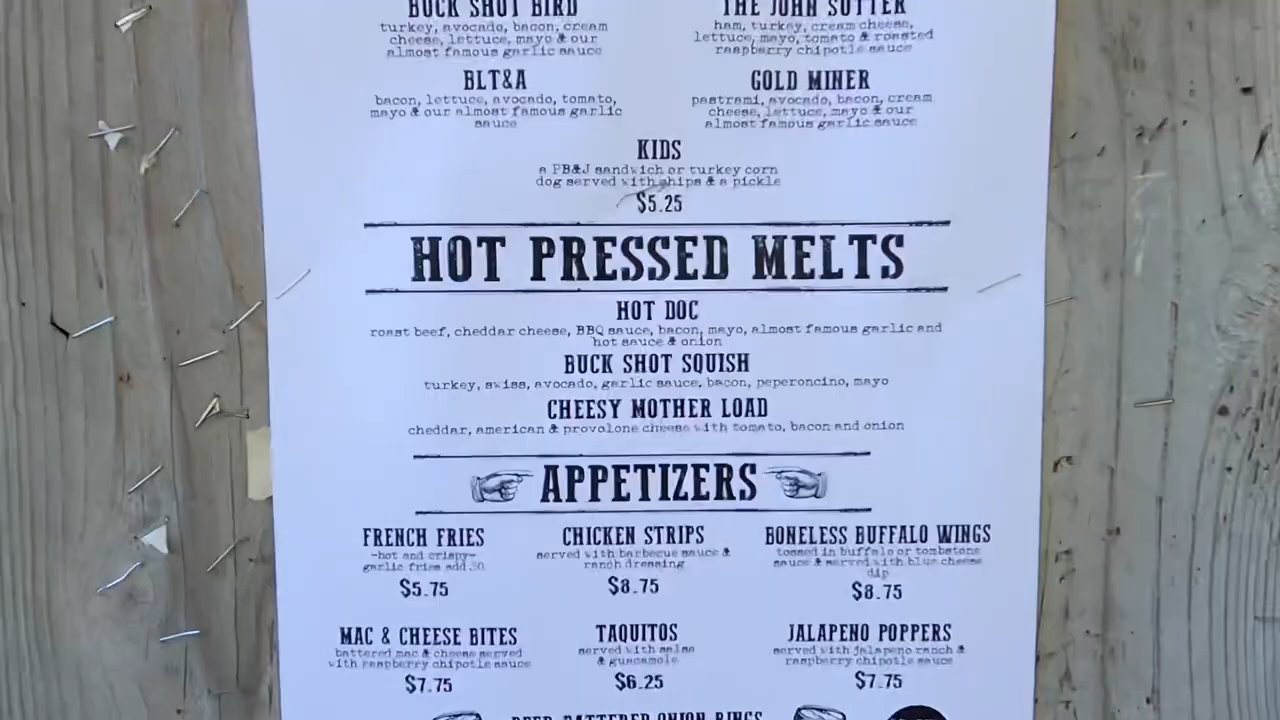 BUCK SHOT BIRD
turkey, avocado, bacon, cream
cheese, lettuce, mayo & our
almost famous garlic sauce
THE JOHN SUTTER
ham, turkey, cream cheese,
lettuce, mayo, tomato & roasted
raspberry chipotle sauce
BLT&A
bacon, lettuce, avocado, tomato,
mayo & our almost famous garlic
sauce
GOLD MINER
pastrami, avocado, bacon, cream
cheese, lettuce, mayo & our
almost famous garlic sauce
KIDS
a PB&J sandwich or turkey corn
dog served with chips & a pickle
$5.25
HOT PRESSED MELTS
HOT DOC
roast beef, cheddar cheese, BBQ sauce, bacon, mayo, almost famous garlic and
hot sauce & onion
BUCK SHOT SQUISH
turkey, swiss, avocado, garlic sauce, bacon, peperoncino, mayo
CHEESY MOTHER LOAD
cheddar, american & provolone cheese with tomato, bacon and onion
APPETIZERS
FRENCH FRIES
-hot and crispy-
garlic fries add .50
$5.75
CHICKEN STRIPS
served with barbecue sauce &
ranch dressing
$8.75
BONELESS BUFFALO WINGS
tossed in buffalo or tombstone
sauce & served with blue cheese
dip
$8.75
MAC & CHEESE BITES
battered mac & cheese served
with raspberry chipotle sauce
$7.75
TAQUITOS
served with salsa
& guacamole
$6.25
JALAPENO POPPERS
served with jalapeno ranch &
raspberry chipotle sauce
$7.75
BEER BATTERED ONION RINGS